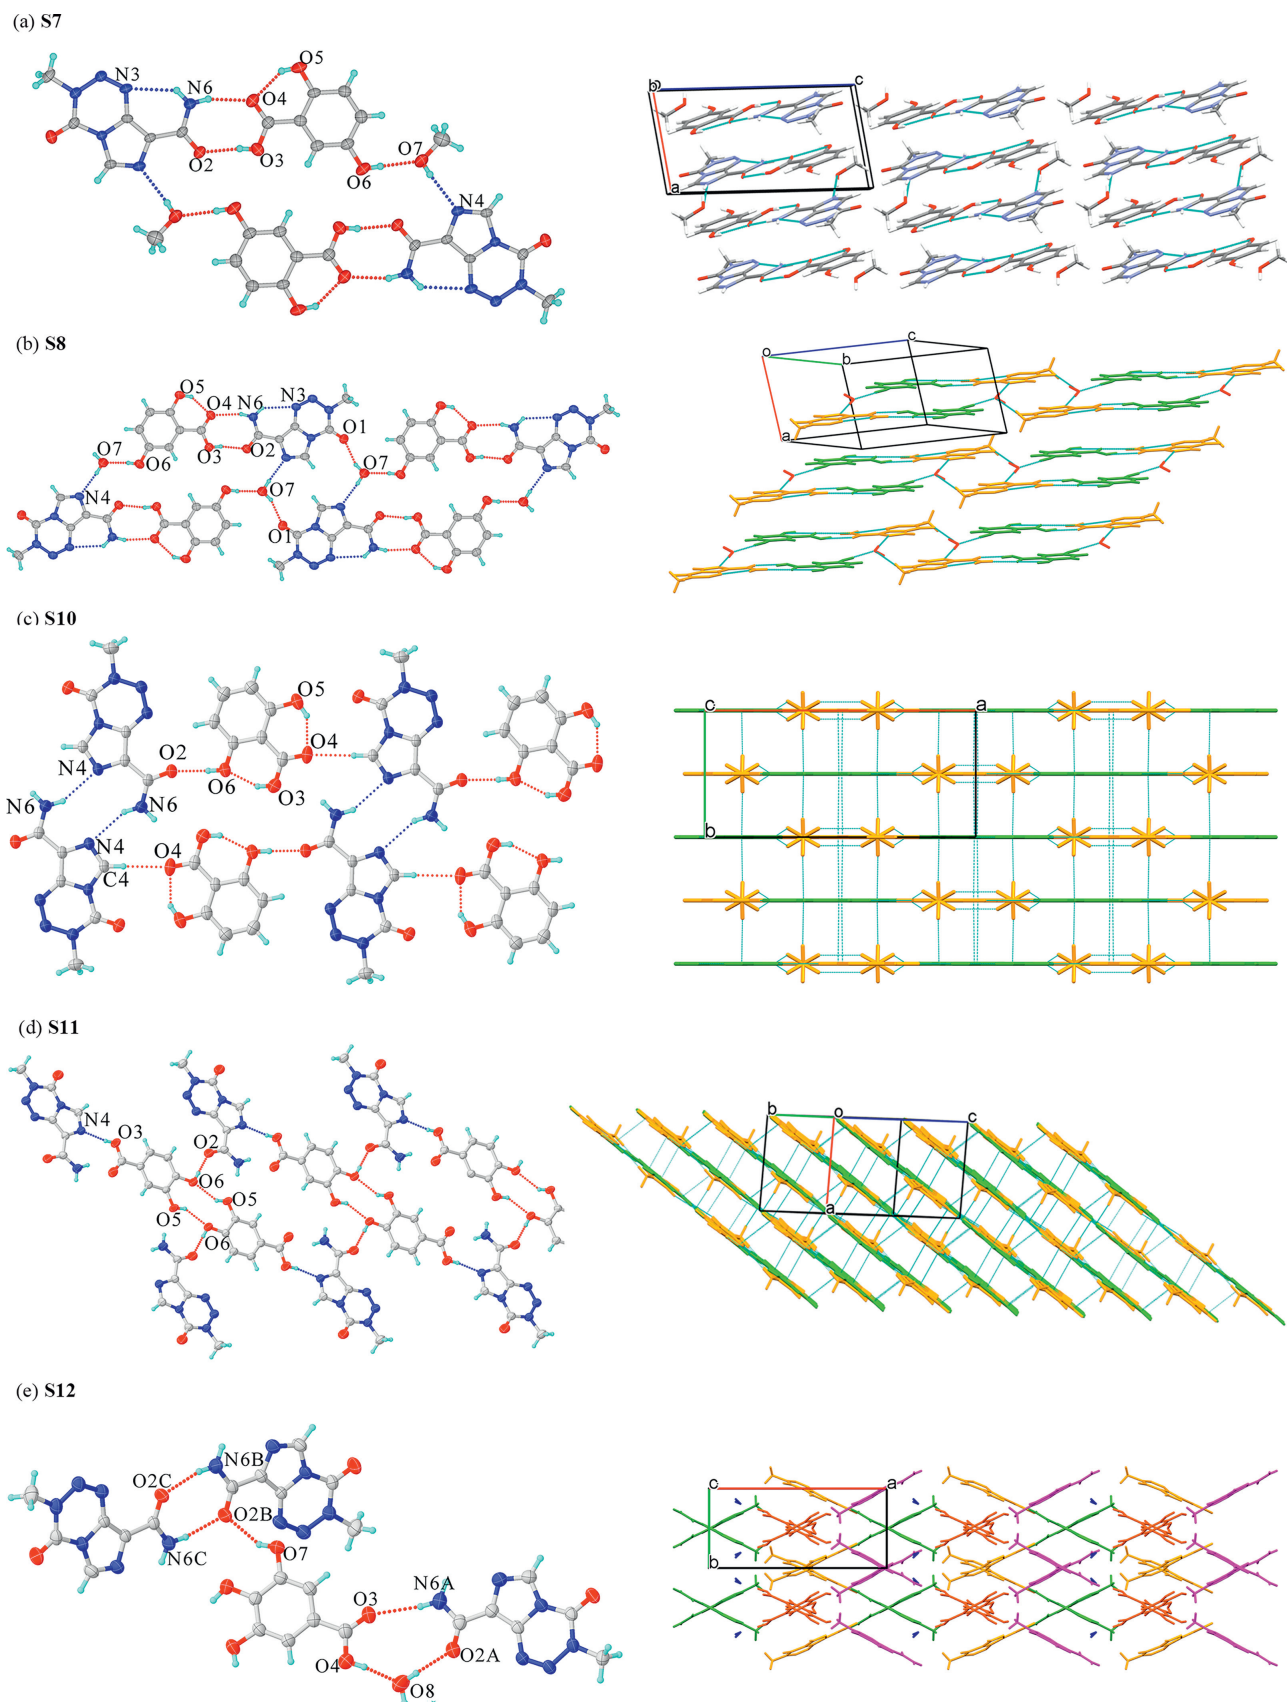 (a) S7
N3
N6
O4
O5
O2
O3
O6
O7
N4
b
c
a
(b) S8
O5
O4
N6
N3
O1
O7
O6
O3
O2
O7
N4
O7
O1
o
b
c
a
(c) S10
O5
O2
O4
N4
O6
O3
N6
N6
N4
O4
C4
c
a
b
(d) S11
N4
O3
O2
O6
O5
O5
O6
b
o
c
a
(e) S12
O2C
N6B
O2B
N6C
O7
O3
N6A
O4
O2A
O8
c
a
b